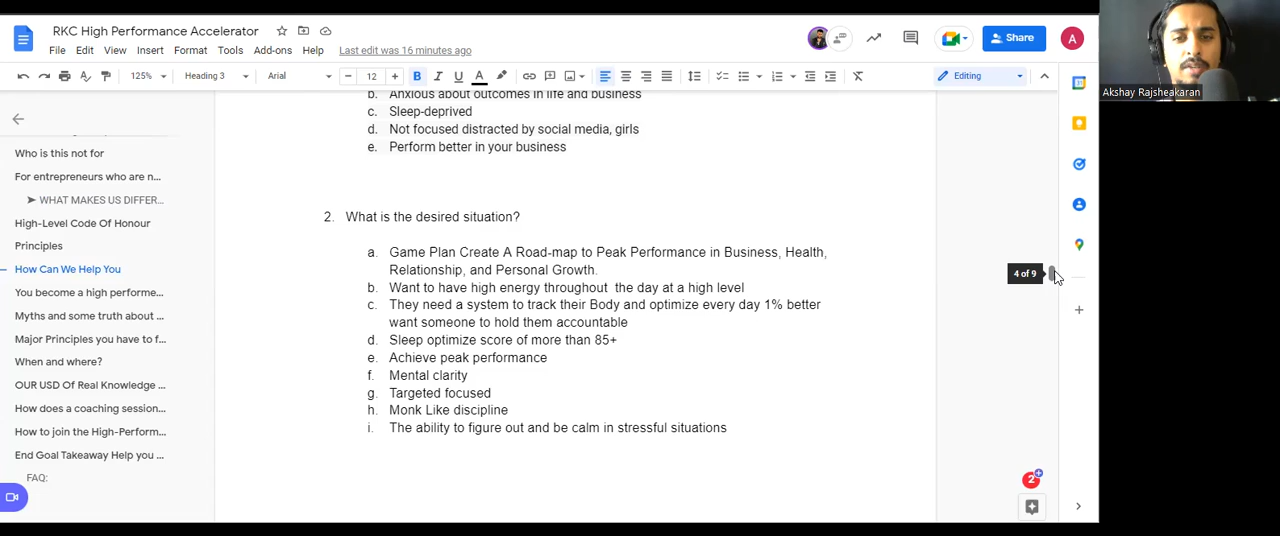 RKC High Performance Accelerator
File Edit View Insert Format Tools Add-ons Help Last edit was 16 minutes ago
Share
A
125% Heading 3 Arial 12 B I U A Editing
Akshay Rajsheakaran
Who is this not for
For entrepreneurs who are n...
➤ WHAT MAKES US DIFFER...
High-Level Code Of Honour
Principles
How Can We Help You
You become a high performe...
Myths and some truth about ...
Major Principles you have to f...
When and where?
OUR USD Of Real Knowledge ...
How does a coaching session...
How to join the High-Perform...
End Goal Takeaway Help you ...
FAQ:
b. Anxious about outcomes in life and business
c. Sleep-deprived
d. Not focused distracted by social media, girls
e. Perform better in your business
2. What is the desired situation?
a. Game Plan Create A Road-map to Peak Performance in Business, Health,
Relationship, and Personal Growth.
b. Want to have high energy throughout the day at a high level
c. They need a system to track their Body and optimize every day 1% better
want someone to hold them accountable
d. Sleep optimize score of more than 85+
e. Achieve peak performance
f. Mental clarity
g. Targeted focused
h. Monk Like discipline
i. The ability to figure out and be calm in stressful situations
4 of 9
2